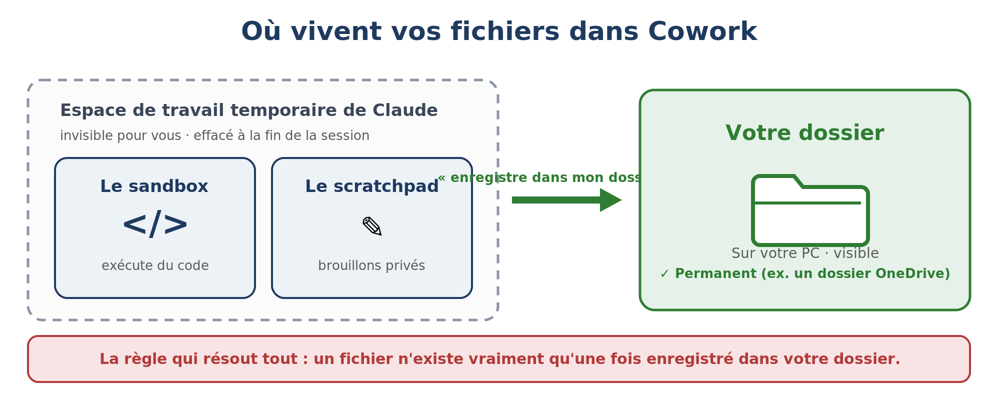 Où vivent vos fichiers dans Cowork
Espace de travail temporaire de Claude
invisible pour vous · effacé à la fin de la session
Le sandbox
</>
exécute du code
Le scratchpad
✎
brouillons privés
« enregistre dans mon doss
Votre dossier
Sur votre PC · visible
✓ Permanent (ex. un dossier OneDrive)
La règle qui résout tout : un fichier n'existe vraiment qu'une fois enregistré dans votre dossier.